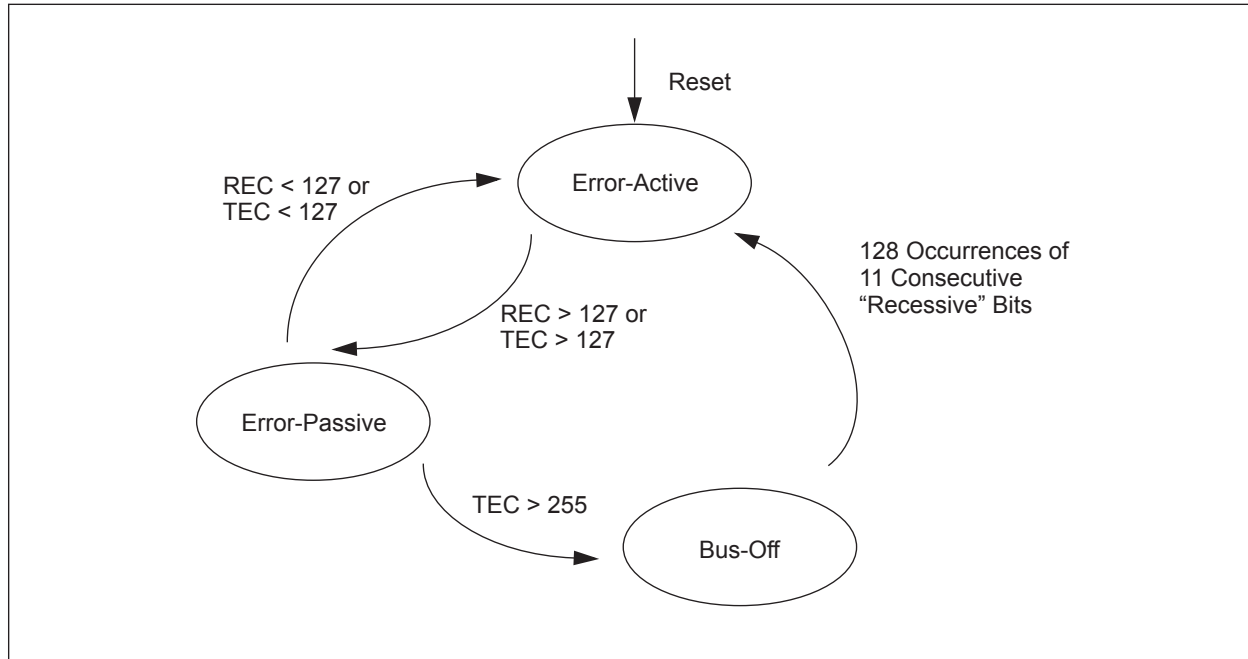 Reset
Error-Active
REC < 127 or
TEC < 127
128 Occurrences of
11 Consecutive
“Recessive” Bits
REC > 127 or
TEC > 127
Error-Passive
TEC > 255
Bus-Off